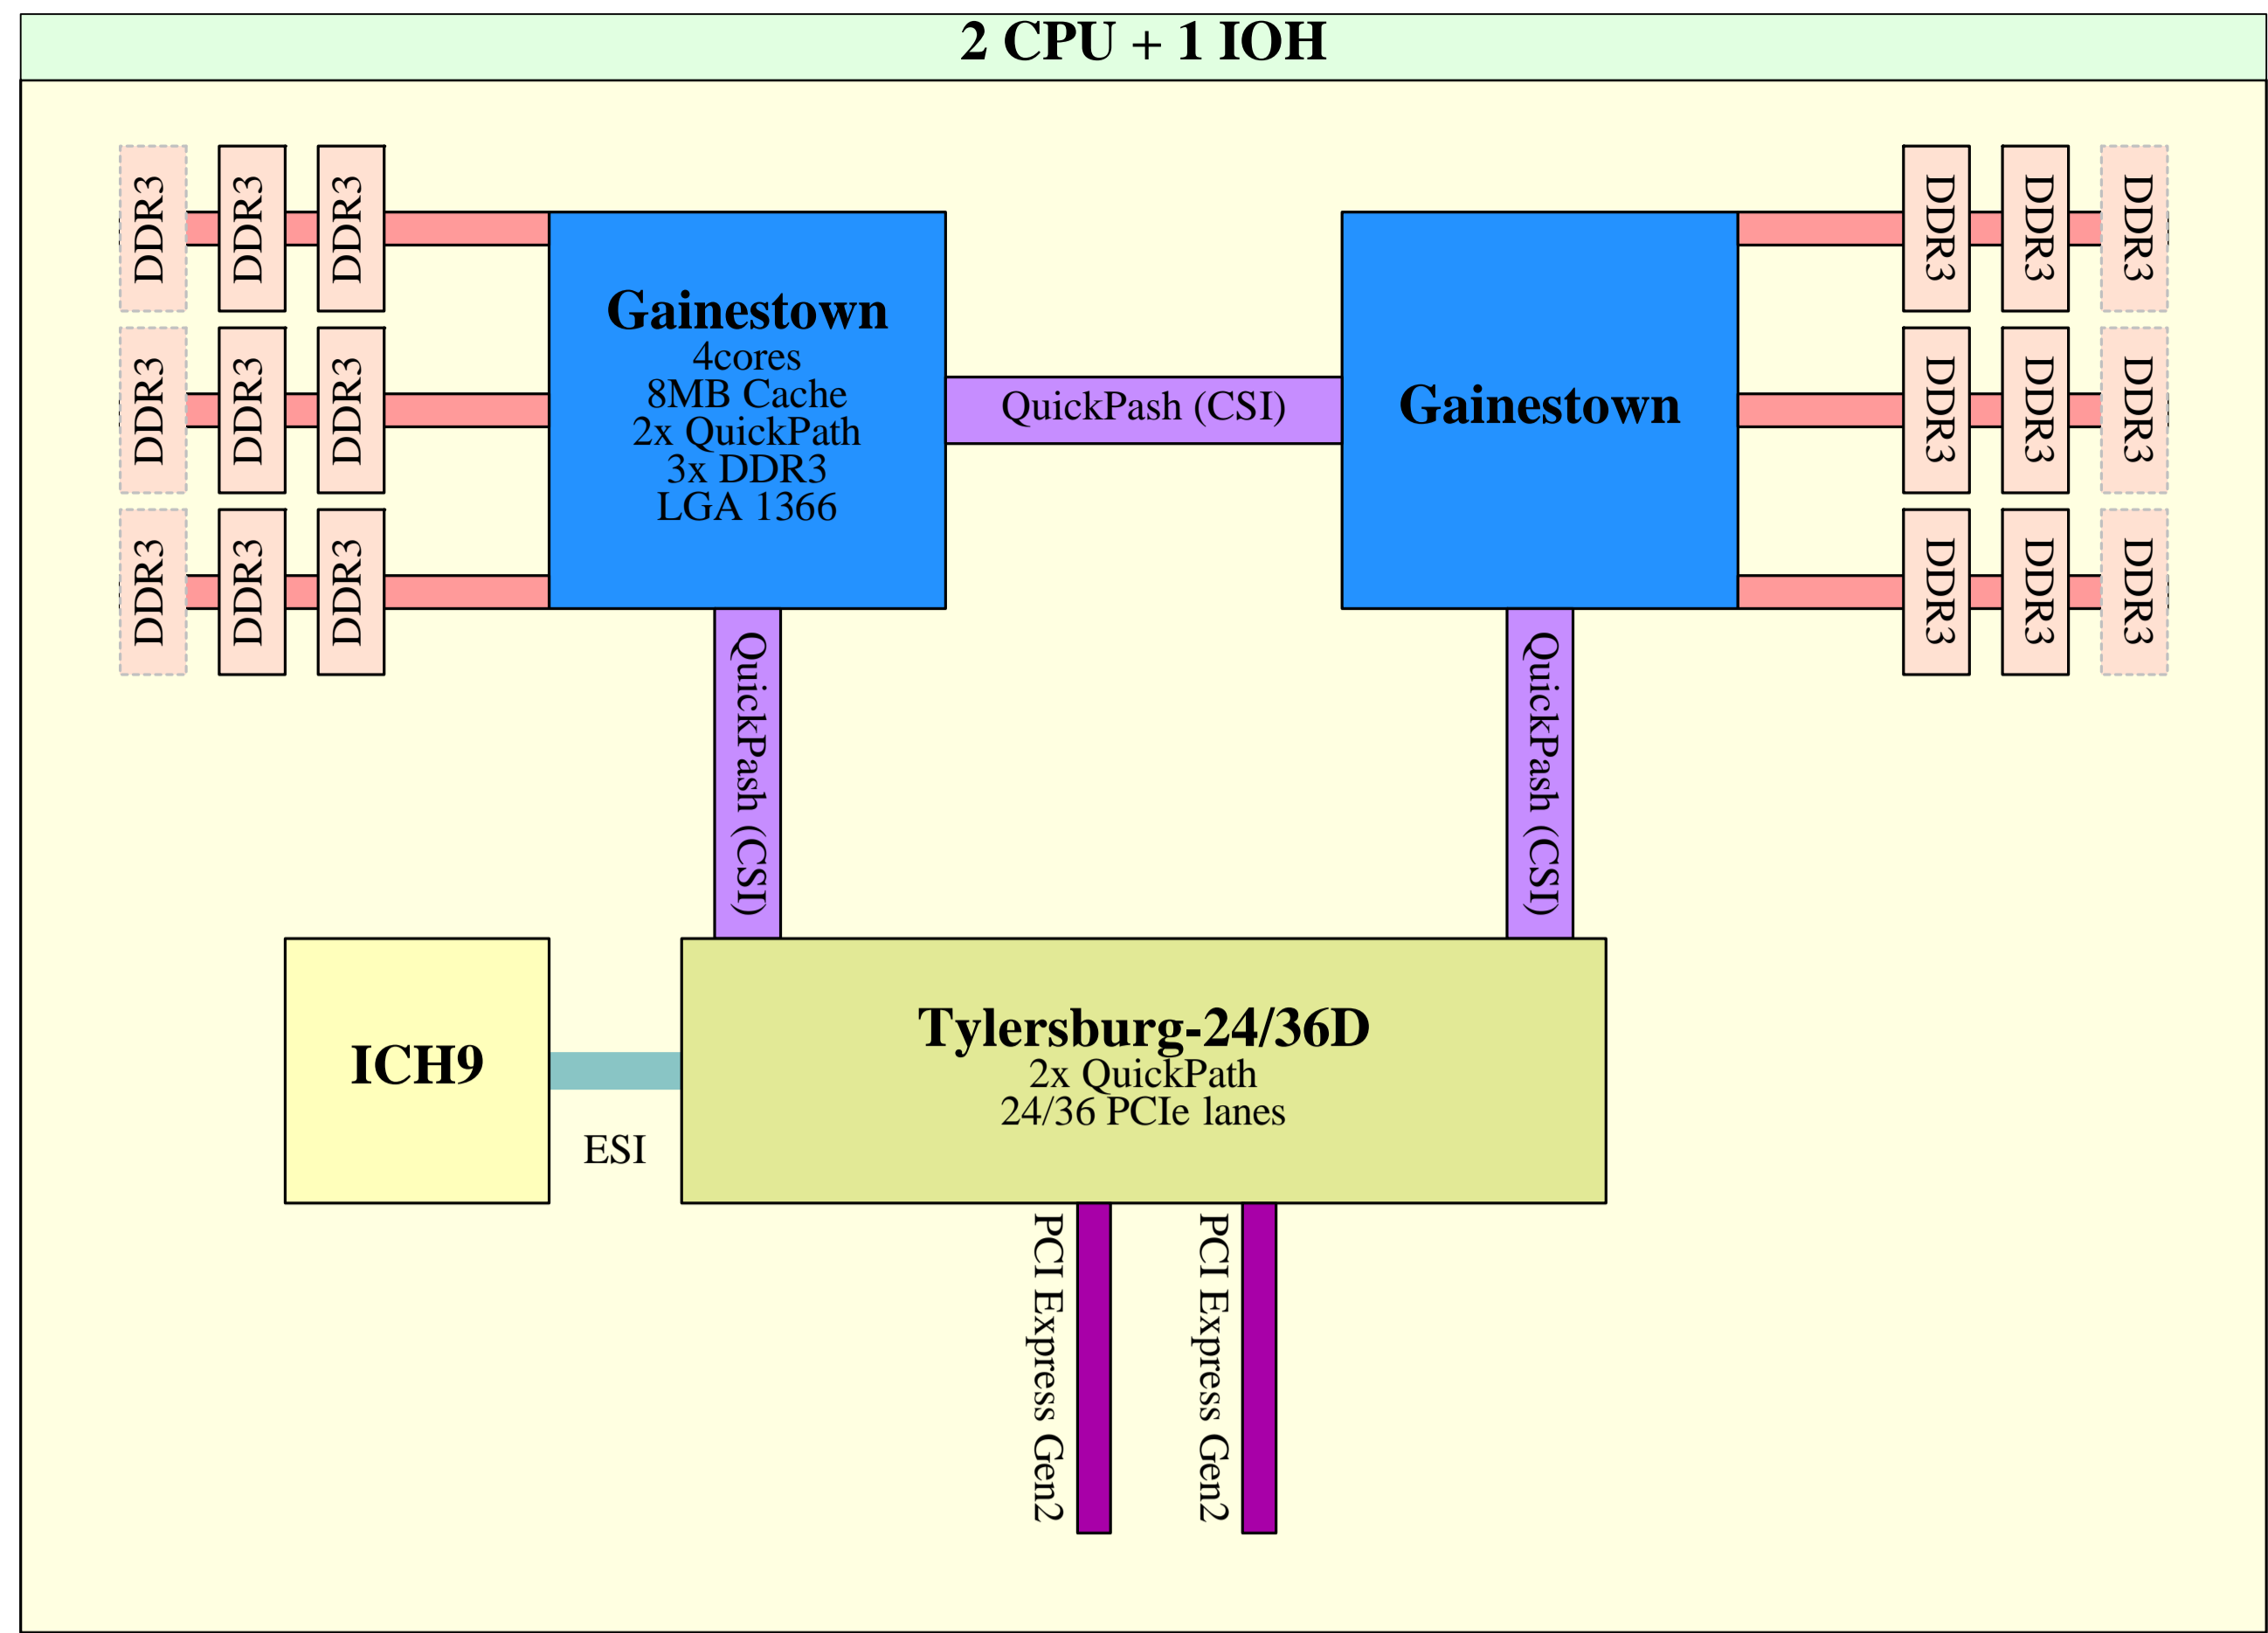 2 CPU + 1 IOH
DDR3
DDR3
DDR3
DDR3
DDR3
DDR3
DDR3
DDR3
DDR3
Gainestown
4cores
8MB Cache
2x QuickPath
3x DDR3
LGA 1366
QuickPash (CSI)
Gainestown
DDR3
DDR3
DDR3
DDR3
DDR3
DDR3
DDR3
DDR3
DDR3
QuickPash (CSI)
QuickPash (CSI)
ICH9
ESI
Tylersburg-24/36D
2x QuickPath
24/36 PCIe lanes
PCI Express Gen2
PCI Express Gen2